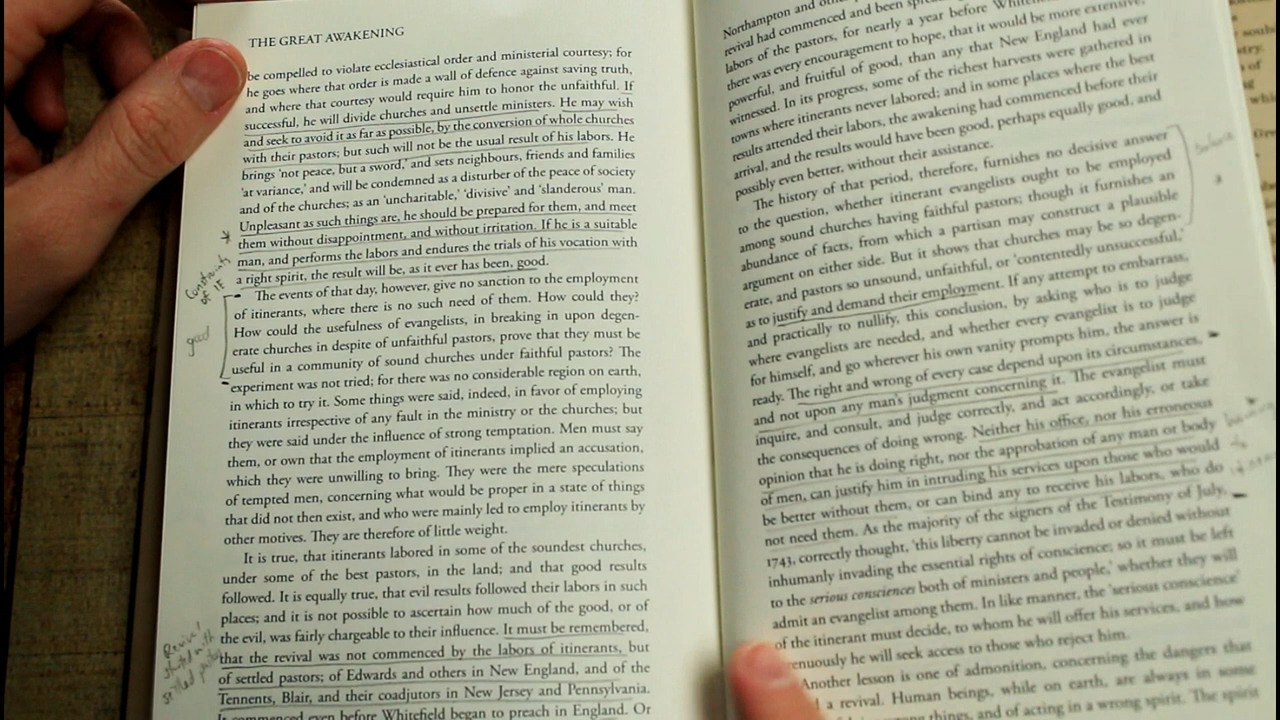 THE GREAT AWAKENING
be compelled to violate ecclesiastical order and ministerial courtesy; for
he goes where that order is made a wall of defence against saving truth,
and where that courtesy would require him to honor the unfaithful. If
successful, he will divide churches and unsettle ministers. He may wish
and seek to avoid it as far as possible, by the conversion of whole churches
with their pastors; but such will not be the usual result of his labors. He
brings 'not peace, but a sword,' and sets neighbours, friends and families
'at variance,' and will be condemned as a disturber of the peace of society
and of the churches; as an 'uncharitable,' 'divisive' and 'slanderous' man.
Unpleasant as such things are, he should be prepared for them, and meet
them without disappointment, and without irritation. If he is a suitable
man, and performs the labors and endures the trials of his vocation with
a right spirit, the result will be, as it ever has been, good.
The events of that day, however, give no sanction to the employment
of itinerants, where there is no such need of them. How could they?
How could the usefulness of evangelists, in breaking in upon degen-
erate churches in despite of unfaithful pastors, prove that they must be
useful in a community of sound churches under faithful pastors? The
experiment was not tried; for there was no considerable region on earth,
in which to try it. Some things were said, indeed, in favor of employing
itinerants irrespective of any fault in the ministry or the churches; but
they were said under the influence of strong temptation. Men must say
them, or own that the employment of itinerants implied an accusation,
which they were unwilling to bring. They were the mere speculations
of tempted men, concerning what would be proper in a state of things
that did not then exist, and who were mainly led to employ itinerants by
other motives. They are therefore of little weight.
It is true, that itinerants labored in some of the soundest churches,
under some of the best pastors, in the land; and that good results
followed. It is equally true, that evil results followed their labors in such
places; and it is not possible to ascertain how much of the good, or of
the evil, was fairly chargeable to their influence. It must be remembered,
that the revival was not commenced by the labors of itinerants, but
of settled pastors; of Edwards and others in New England, and of the
Tennents, Blair, and their coadjutors in New Jersey and Pennsylvania.
It commenced even before Whitefield began to preach in England. Or
Constraints
of IE
good
Revival
started with
settled pastors
Northampton and
revival had commenced and been
labors of the pastors, for nearly a year before
there was every encouragement to hope, that it would be more extensive,
powerful, and fruitful of good, than any that New England had ever
witnessed. In its progress, some of the richest harvests were gathered in
towns where itinerants never labored; and in some places where the best
results attended their labors, the awakening had commenced before their
arrival, and the results would have been good, perhaps equally good, and
possibly even better, without their assistance.
The history of that period, therefore, furnishes no decisive answer
to the question, whether itinerant evangelists ought to be employed
among sound churches having faithful pastors; though it furnishes an
abundance of facts, from which a partisan may construct a plausible
argument on either side. But it shows that churches may be so degen-
erate, and pastors so unsound, unfaithful, or 'contentedly unsuccessful,'
as to justify and demand their employment. If any attempt to embarrass,
and practically to nullify, this conclusion, by asking who is to judge
where evangelists are needed, and whether every evangelist is to judge
for himself, and go wherever his own vanity prompts him, the answer is
ready. The right and wrong of every case depend upon its circumstances,
and not upon any man's judgment concerning it. The evangelist must
inquire, and consult, and judge correctly, and act accordingly, or take
the consequences of doing wrong. Neither his office, nor his erroneous
opinion that he is doing right, nor the approbation of any man or body
of men, can justify him in intruding his services upon those who would
be better without them, or can bind any to receive his labors, who do
not need them. As the majority of the signers of the Testimony of July,
1743, correctly thought, 'this liberty cannot be invaded or denied without
inhumanly invading the essential rights of conscience; so it must be left
to the serious consciences both of ministers and people,' whether they will
admit an evangelist among them. In like manner, the 'serious conscience'
of the itinerant must decide, to whom he will offer his services, and how
he will seek access to those who reject him.
Another lesson is one of admonition, concerning the dangers that
a revival. Human beings, while on earth, are always in some
things, and of acting in a wrong spirit. The spirit